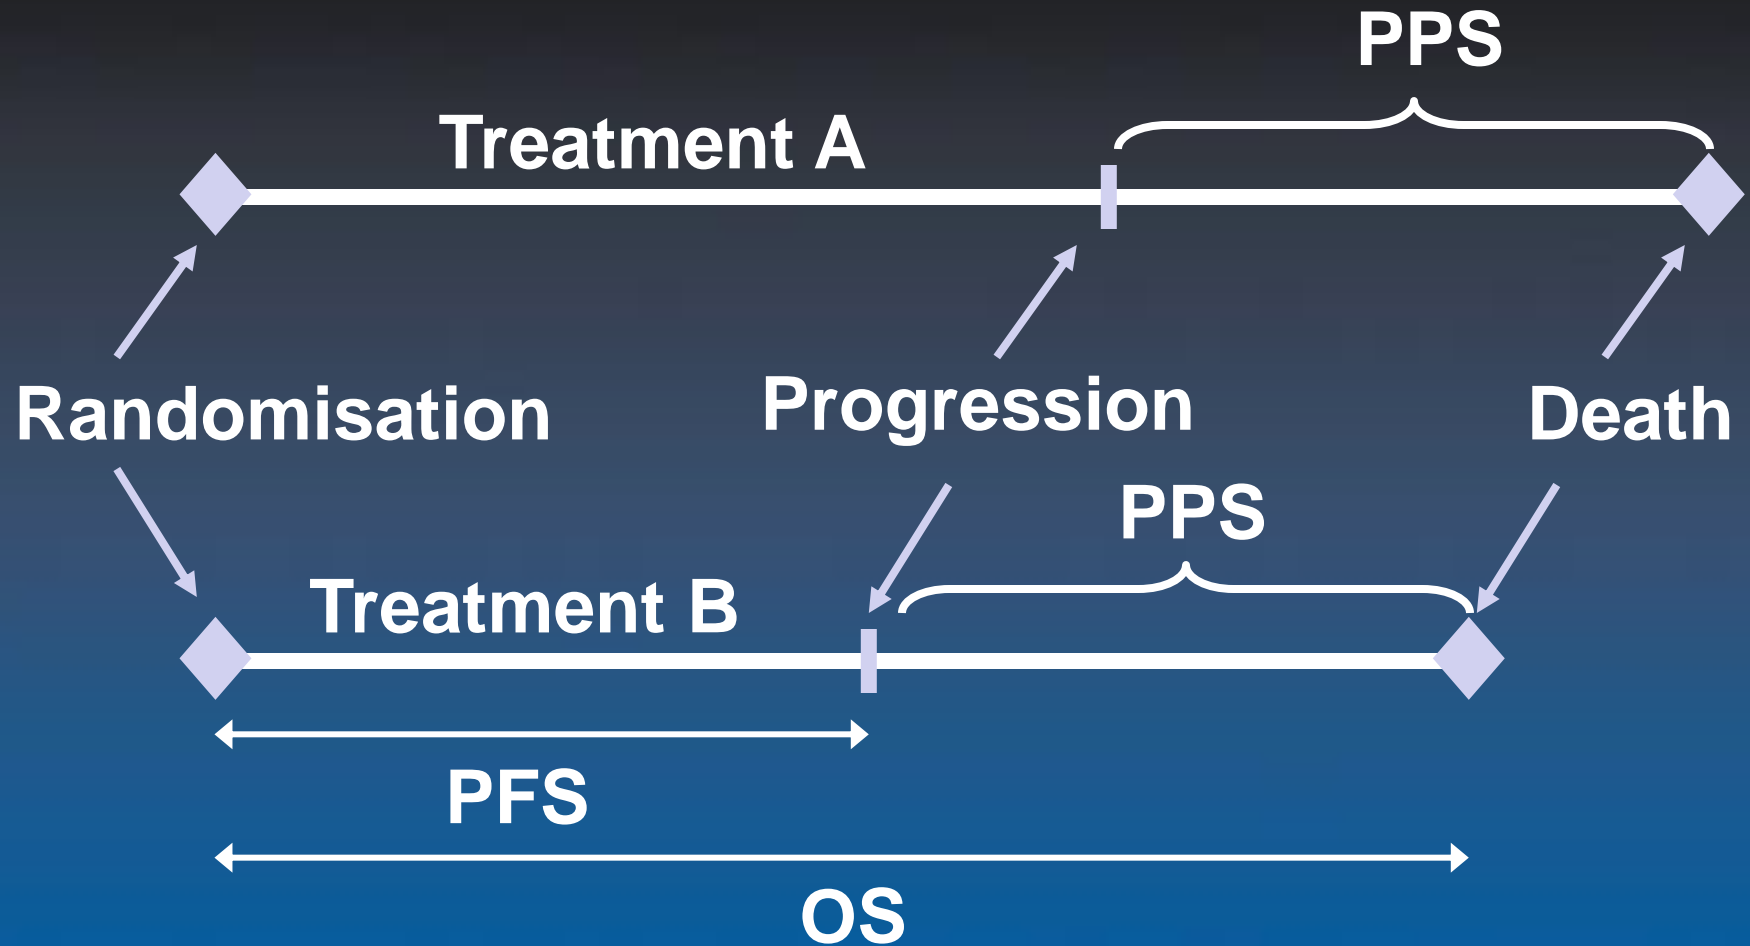 PPS
Treatment A
Randomisation
Progression
Death
PPS
Treatment B
PFS
OS